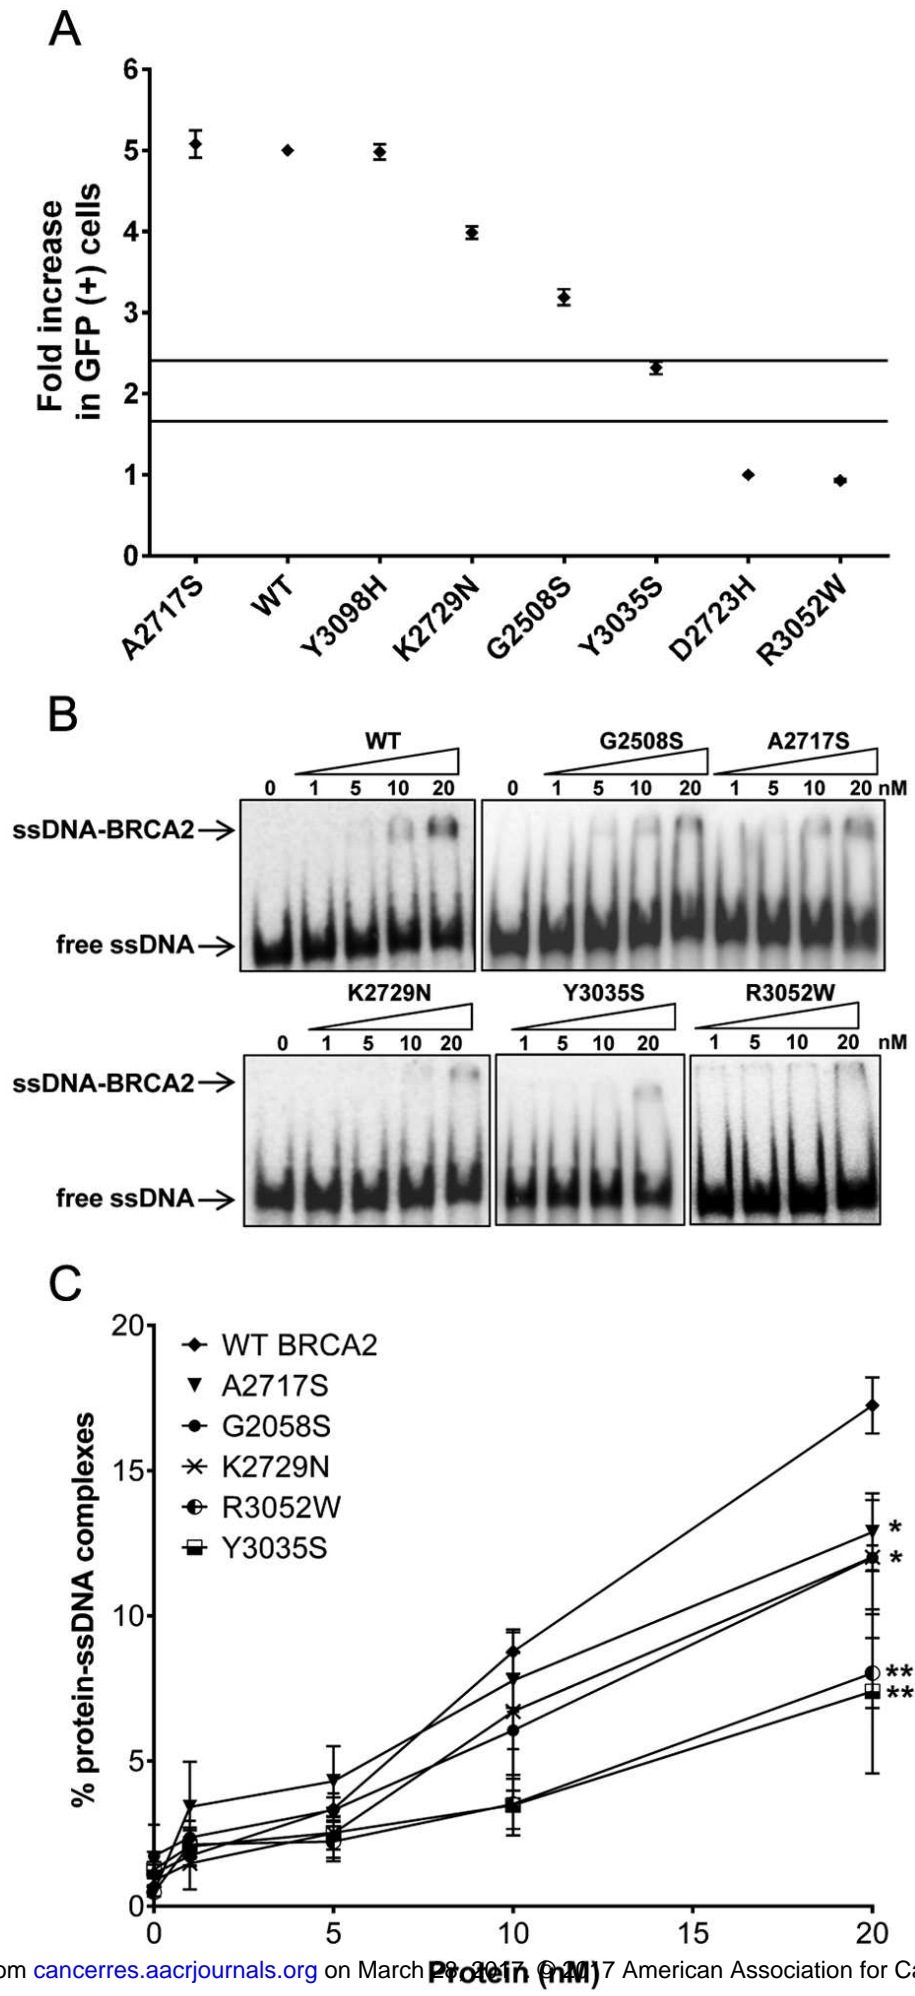 A
6
5
4
3
2
1
0
Fold increase
in GFP (+) cells
A2717S
WT
Y3098H
K2729N
G2508S
Y3035S
D2723H
R3052W
B
WT
G2508S
A2717S
0 1 5 10 20
0 1 5 10 20 1 5 10 20 nM
ssDNA-BRCA2
free ssDNA
K2729N
Y3035S
R3052W
0 1 5 10 20
1 5 10 20
1 5 10 20 nM
ssDNA-BRCA2
free ssDNA
C
20
15
10
5
0
% protein-ssDNA complexes
WT BRCA2
A2717S
G2058S
K2729N
R3052W
Y3035S
*
*
**
**
0 5 10 15 20
Protein (nM)
om cancerres.aacrjournals.org on March 28, 2017. © 2017 American Association for Ca